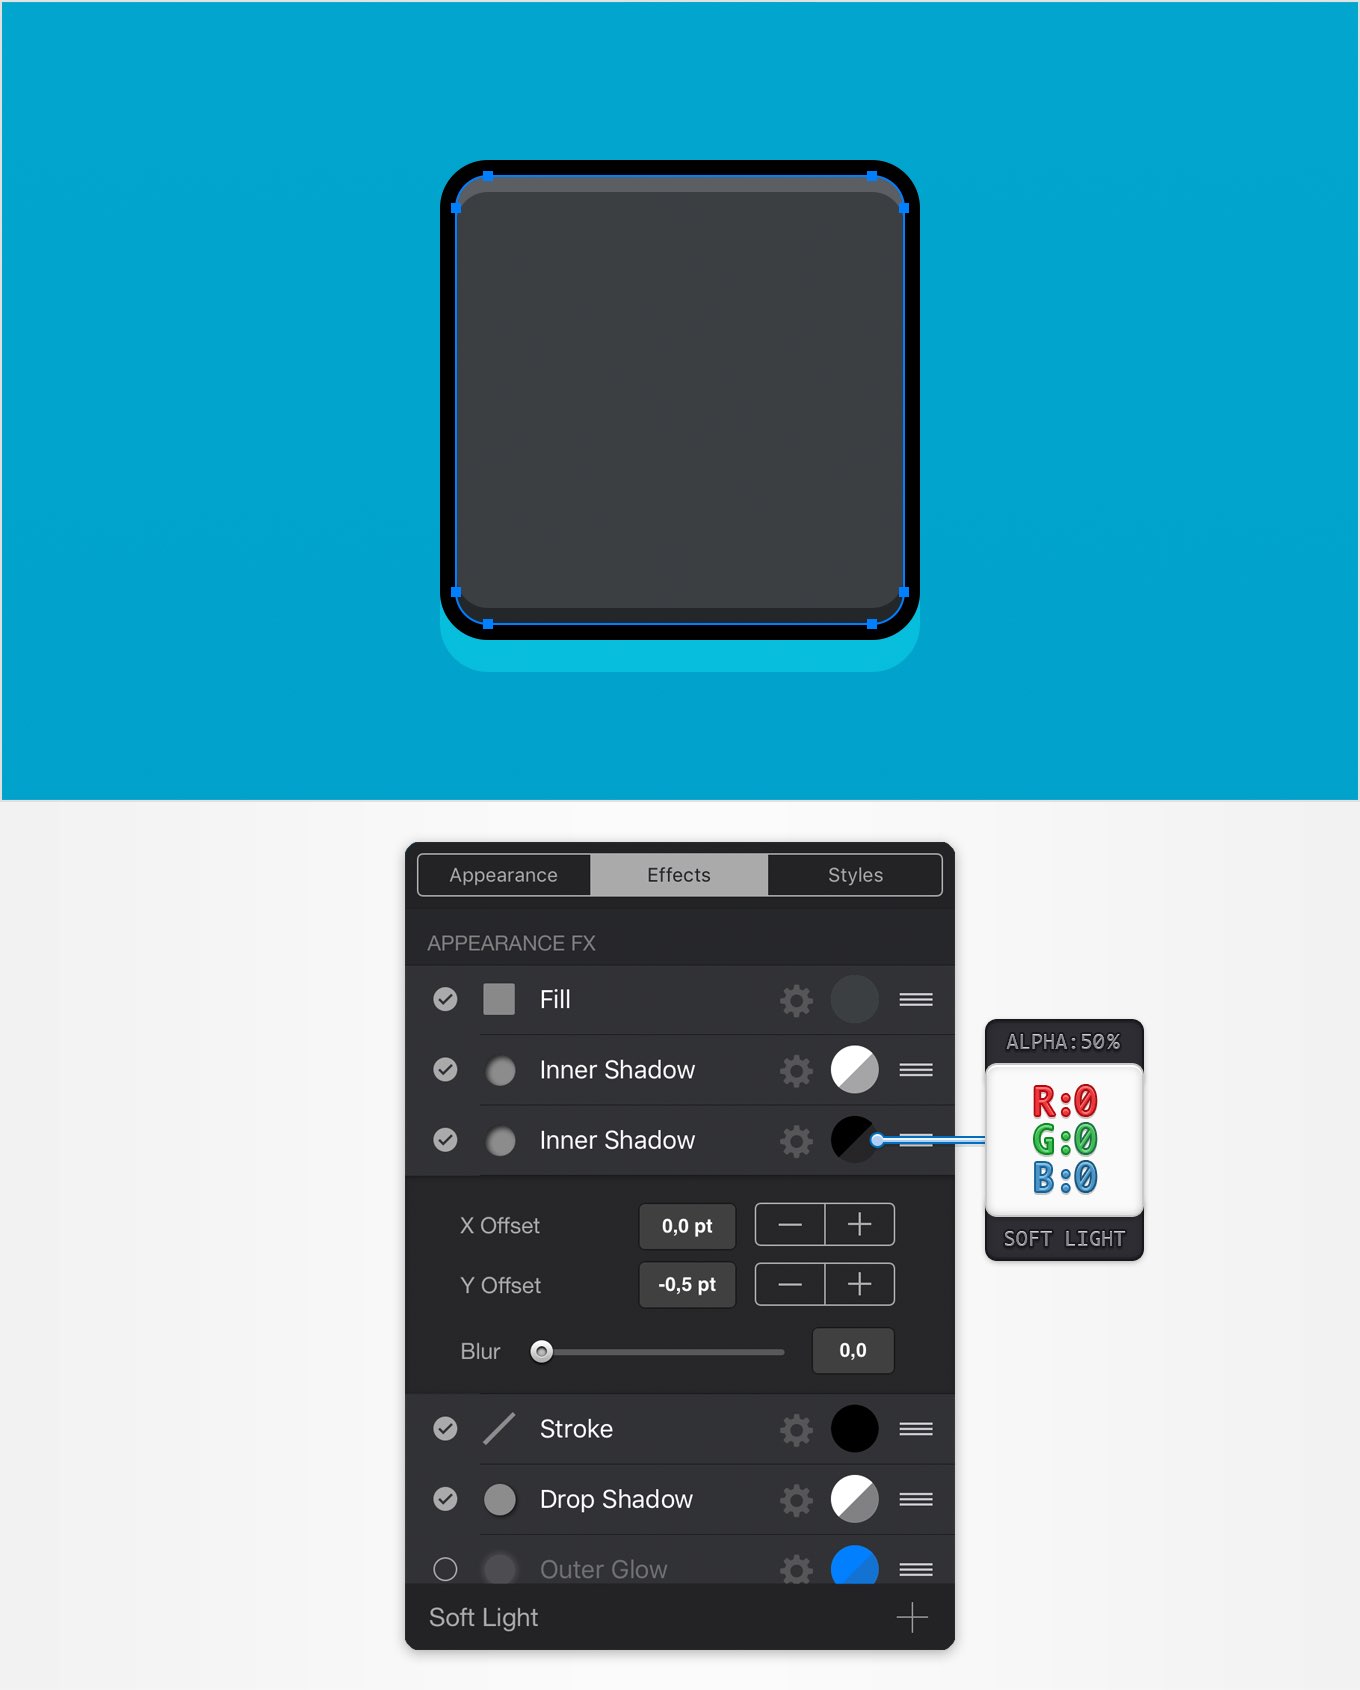 Appearance Effects Styles
APPEARANCE FX
Fill
Inner Shadow
Inner Shadow
X Offset 0,0 pt
Y Offset -0,5 pt
Blur 0,0
Stroke
Drop Shadow
Outer Glow
Soft Light
ALPHA:50%
R:0
G:0
B:0
SOFT LIGHT